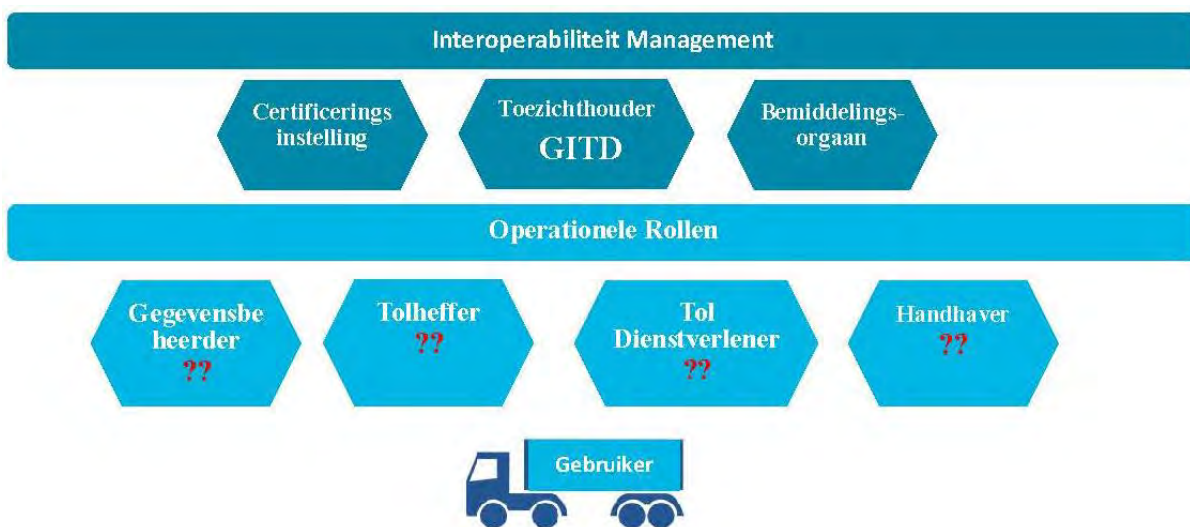 Interoperabiliteit Management
Certificerings
instelling
Toezichthouder
GITD
Bemiddelings-
orgaan
Operationele Rollen
Gegevensbe
heerder
??
Tolheffer
??
Tol
Dienstverlener
??
Handhaver
??
Gebruiker